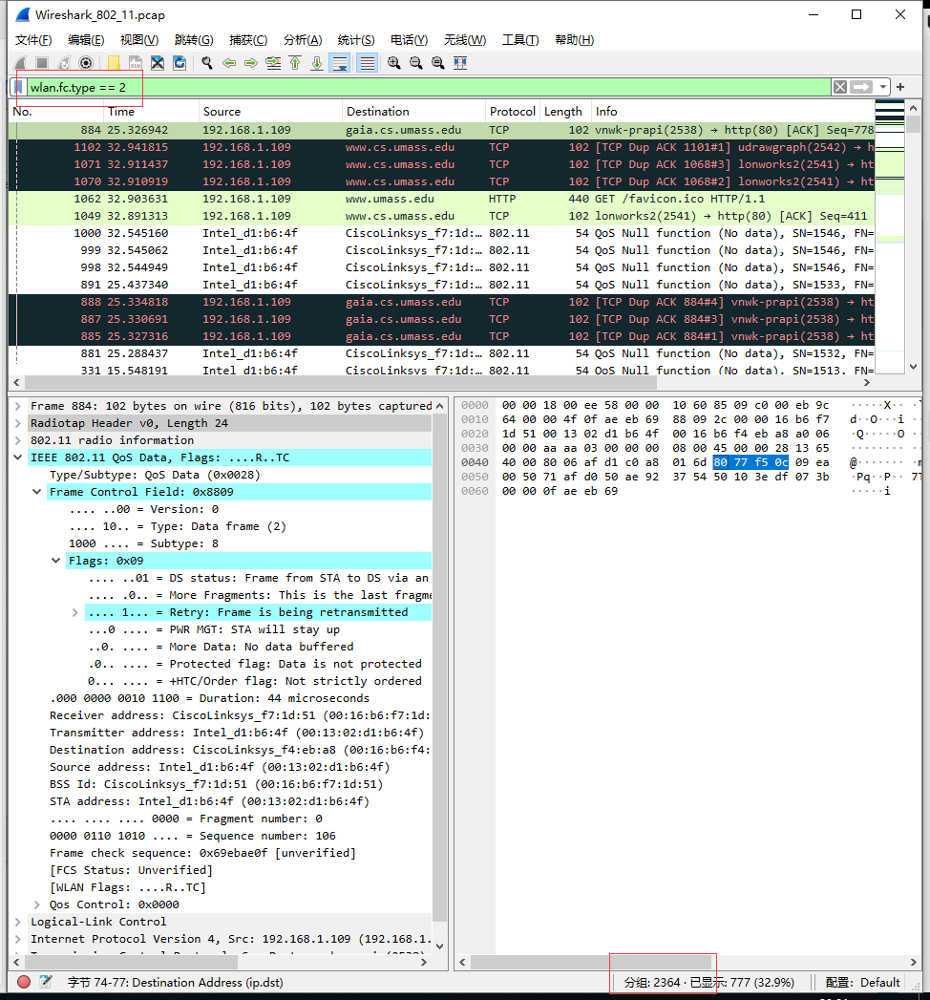 Wireshark_802_11.pcap
文件(F) 编辑(E) 视图(V) 跳转(G) 捕获(C) 分析(A) 统计(S) 电话(Y) 无线(W) 工具(T) 帮助(H)
wlan.fc.type == 2
No. Time Source Destination Protocol Length Info
884 25.326942 192.168.1.109 gaia.cs.umass.edu TCP 102 vnwk-prapi(2538) → http(80) [ACK] Seq=778
1102 32.941815 192.168.1.109 www.cs.umass.edu TCP 102 [TCP Dup ACK 1101#1] udrawgraph(2542) → h
1071 32.911437 192.168.1.109 www.cs.umass.edu TCP 102 [TCP Dup ACK 1068#3] lonworks2(2541) → ht
1070 32.910919 192.168.1.109 www.cs.umass.edu TCP 102 [TCP Dup ACK 1068#2] lonworks2(2541) → ht
1062 32.903631 192.168.1.109 www.umass.edu HTTP 440 GET /favicon.ico HTTP/1.1
1049 32.891313 192.168.1.109 www.cs.umass.edu TCP 102 lonworks2(2541) → http(80) [ACK] Seq=411
1000 32.545160 Intel_d1:b6:4f CiscoLinksys_f7:1d:… 802.11 54 QoS Null function (No data), SN=1546, FN=
999 32.545062 Intel_d1:b6:4f CiscoLinksys_f7:1d:… 802.11 54 QoS Null function (No data), SN=1546, FN=
998 32.544949 Intel_d1:b6:4f CiscoLinksys_f7:1d:… 802.11 54 QoS Null function (No data), SN=1546, FN=
891 25.437340 Intel_d1:b6:4f CiscoLinksys_f7:1d:… 802.11 54 QoS Null function (No data), SN=1533, FN=
888 25.334818 192.168.1.109 gaia.cs.umass.edu TCP 102 [TCP Dup ACK 884#4] vnwk-prapi(2538) → ht
887 25.330691 192.168.1.109 gaia.cs.umass.edu TCP 102 [TCP Dup ACK 884#3] vnwk-prapi(2538) → ht
885 25.327316 192.168.1.109 gaia.cs.umass.edu TCP 102 [TCP Dup ACK 884#1] vnwk-prapi(2538) → ht
881 25.288437 Intel_d1:b6:4f CiscoLinksys_f7:1d:… 802.11 54 QoS Null function (No data), SN=1532, FN=
331 15.548191 Intel_d1:b6:4f CiscoLinksys_f7:1d:… 802.11 54 QoS Null function (No data), SN=1513, FN=
Frame 884: 102 bytes on wire (816 bits), 102 bytes captured
Radiotap Header v0, Length 24
802.11 radio information
IEEE 802.11 QoS Data, Flags: ....R..TC
Type/Subtype: QoS Data (0x0028)
Frame Control Field: 0x8809
.... ..00 = Version: 0
.... 10.. = Type: Data frame (2)
1000 .... = Subtype: 8
Flags: 0x09
.... ..01 = DS status: Frame from STA to DS via an
.... .0.. = More Fragments: This is the last fragme
.... 1... = Retry: Frame is being retransmitted
...0 .... = PWR MGT: STA will stay up
..0. .... = More Data: No data buffered
.0.. .... = Protected flag: Data is not protected
0... .... = +HTC/Order flag: Not strictly ordered
.000 0000 0010 1100 = Duration: 44 microseconds
Receiver address: CiscoLinksys_f7:1d:51 (00:16:b6:f7:1d:
Transmitter address: Intel_d1:b6:4f (00:13:02:d1:b6:4f)
Destination address: CiscoLinksys_f4:eb:a8 (00:16:b6:f4:
Source address: Intel_d1:b6:4f (00:13:02:d1:b6:4f)
BSS Id: CiscoLinksys_f7:1d:51 (00:16:b6:f7:1d:51)
STA address: Intel_d1:b6:4f (00:13:02:d1:b6:4f)
.... .... .... 0000 = Fragment number: 0
0000 0110 1010 .... = Sequence number: 106
Frame check sequence: 0x69ebae0f [unverified]
[FCS Status: Unverified]
[WLAN Flags: ....R..TC]
Qos Control: 0x0000
Logical-Link Control
Internet Protocol Version 4, Src: 192.168.1.109 (192.168.1.
0000 00 00 18 00 ee 58 00 00 10 60 85 09 c0 00 eb 9c ·····X·· ·`
0010 64 00 00 4f 0f ae eb 69 88 09 2c 00 00 16 b6 f7 d··O···i ··
0020 1d 51 00 13 02 d1 b6 4f 00 16 b6 f4 eb a8 a0 06 ·Q·····O ··
0030 00 00 aa aa 03 00 00 00 08 00 45 00 00 28 13 65 ········ ··
0040 40 00 80 06 af d1 c0 a8 01 6d 80 77 f5 0c 09 ea @······· ·m
0050 00 50 71 af d0 50 ae 92 37 54 50 10 3e df 07 3b ·Pq··P·· 7T
0060 00 00 0f ae eb 69 ·····i
字节 74-77: Destination Address (ip.dst) 分组: 2364 · 已显示: 777 (32.9%) 配置: Default